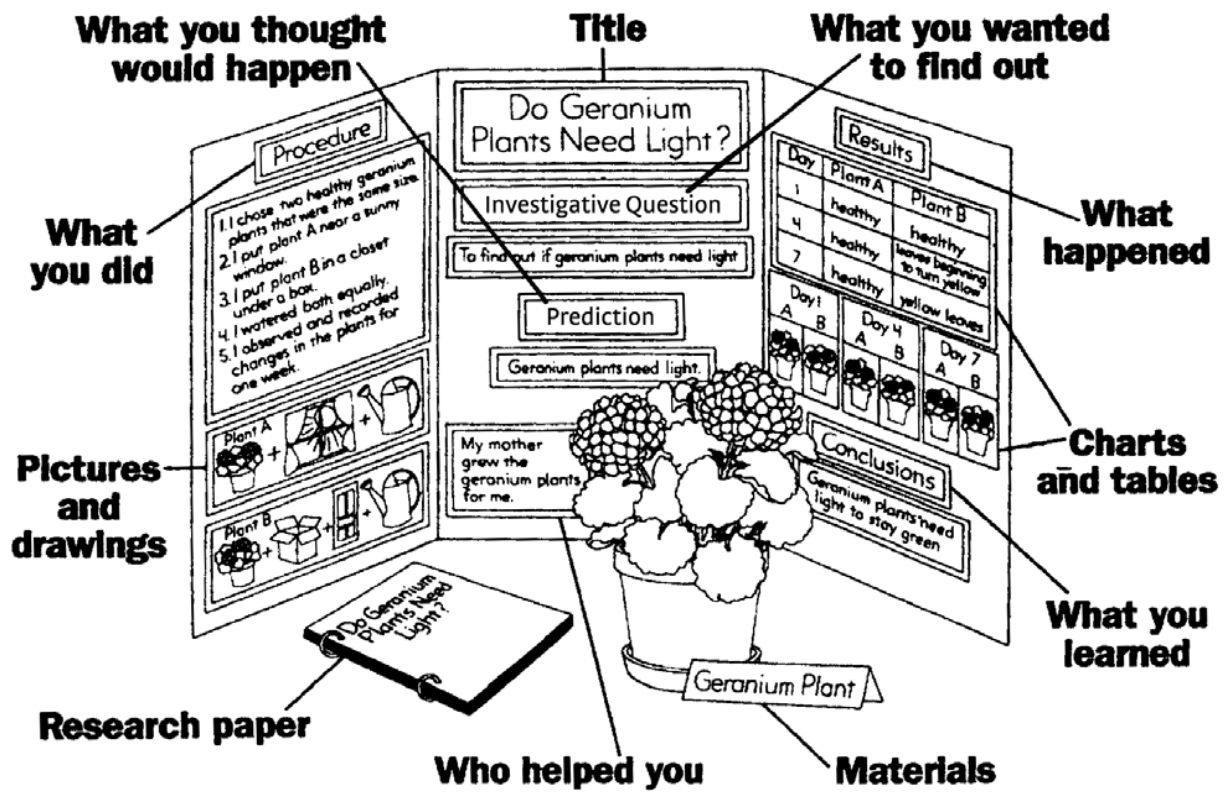 What you thought
would happen
Title
What you wanted
to find out
Procedure
1. I chose two healthy geranium
plants that were the same size.
2. I put plant A near a sunny
window.
3. I put plant B in a closet
under a box.
4. I watered both equally.
5. I observed and recorded
changes in the plants for
one week.
Plant A
+
+
Plant B
+
+
+
Do Geranium
Plants Need Light?
Investigative Question
To find out if geranium plants need light
Prediction
Geranium plants need light.
My mother
grew the
geranium plants
for me.
Results
Day
Plant A
Plant B
1
healthy
healthy
4
healthy
leaves beginning
to turn yellow
7
healthy
yellow leaves
Day 1
A B
Day 4
A B
Day 7
A B
Conclusions
Geranium plants need
light to stay green
What
you did
What
happened
Pictures
and
drawings
Charts
and tables
Do Geranium
Plants Need
Light?
Geranium Plant
What you
learned
Research paper
Who helped you
Materials